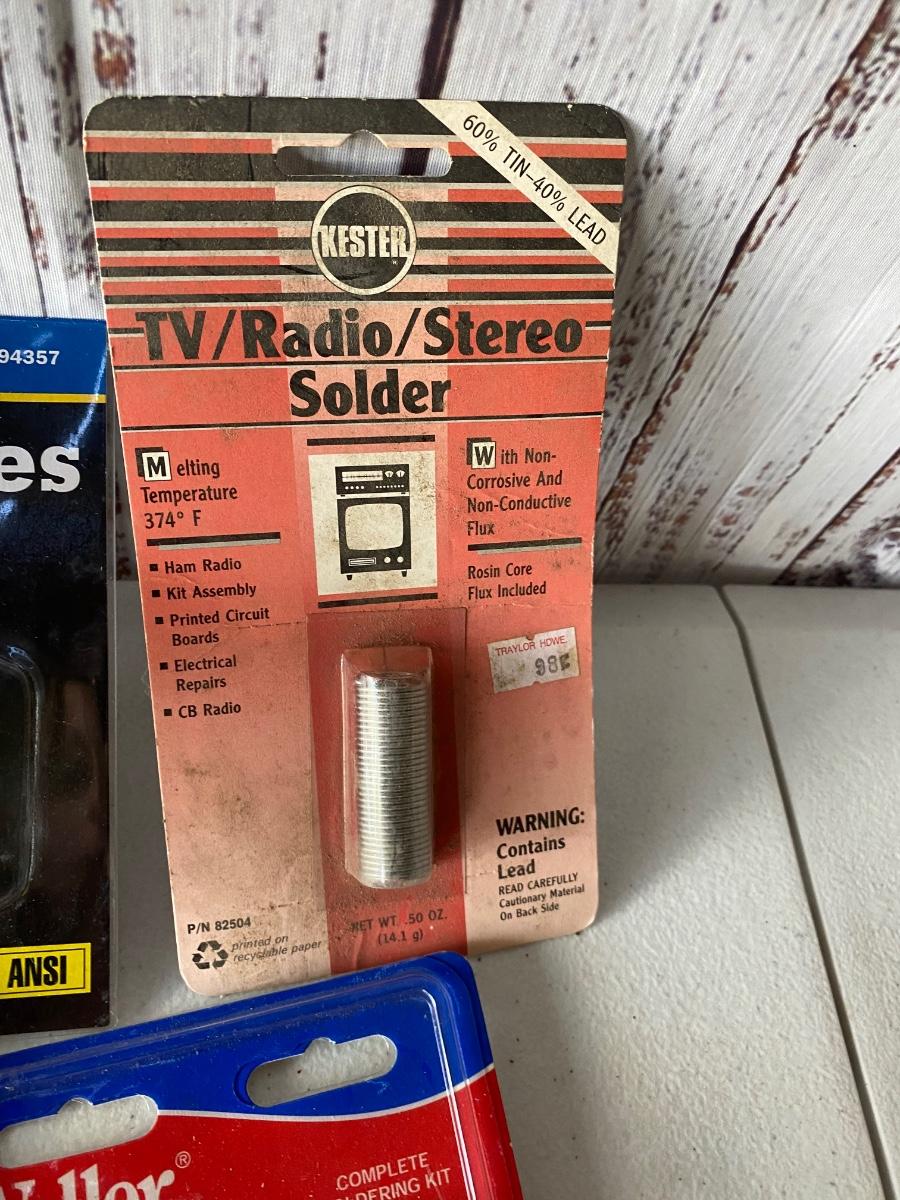 60% TIN–40% LEAD
KESTER
TV/Radio/Stereo
Solder
Melting
Temperature
374° F
Ham Radio
Kit Assembly
Printed Circuit
Boards
Electrical
Repairs
CB Radio
With Non-
Corrosive And
Non-Conductive
Flux
Rosin Core
Flux Included
TRAYLOR HDWE.
98¢
WARNING:
Contains
Lead
READ CAREFULLY
Cautionary Material
On Back Side
P/N 82504
printed on
recyclable paper
NET WT. .50 OZ.
(14.1 g)
94357
es
ANSI
®
COMPLETE
OLDERING KIT